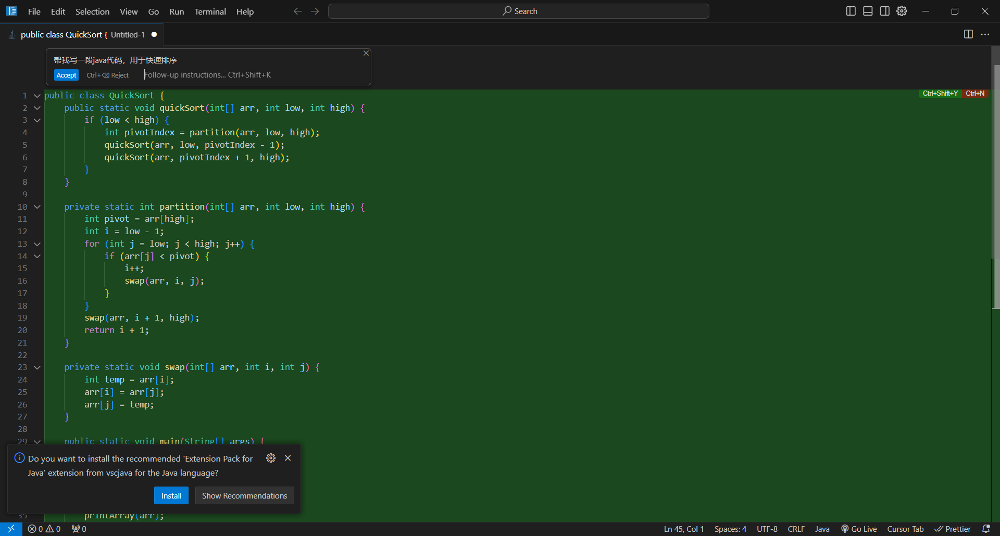 File Edit Selection View Go Run Terminal Help Search
public class QuickSort { Untitled-1
帮我写一段java代码，用于快速排序
Accept Ctrl+⌫ Reject Follow-up instructions... Ctrl+Shift+K
Ctrl+Shift+Y Ctrl+N
1 public class QuickSort {
2 public static void quickSort(int[] arr, int low, int high) {
3 if (low < high) {
4 int pivotIndex = partition(arr, low, high);
5 quickSort(arr, low, pivotIndex - 1);
6 quickSort(arr, pivotIndex + 1, high);
7 }
8 }
9
10 private static int partition(int[] arr, int low, int high) {
11 int pivot = arr[high];
12 int i = low - 1;
13 for (int j = low; j < high; j++) {
14 if (arr[j] < pivot) {
15 i++;
16 swap(arr, i, j);
17 }
18 }
19 swap(arr, i + 1, high);
20 return i + 1;
21 }
22
23 private static void swap(int[] arr, int i, int j) {
24 int temp = arr[i];
25 arr[i] = arr[j];
26 arr[j] = temp;
27 }
28
29 public static void main(String[] args) {
Do you want to install the recommended 'Extension Pack for
Java' extension from vscjava for the Java language?
Install Show Recommendations
35 printArray(arr);
0 0 0 Ln 45, Col 1 Spaces: 4 UTF-8 CRLF Java Go Live Cursor Tab Prettier